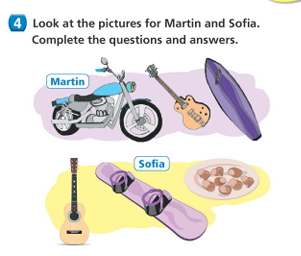 4 Look at the pictures for Martin and Sofia.
Complete the questions and answers.
Martin
Sofia